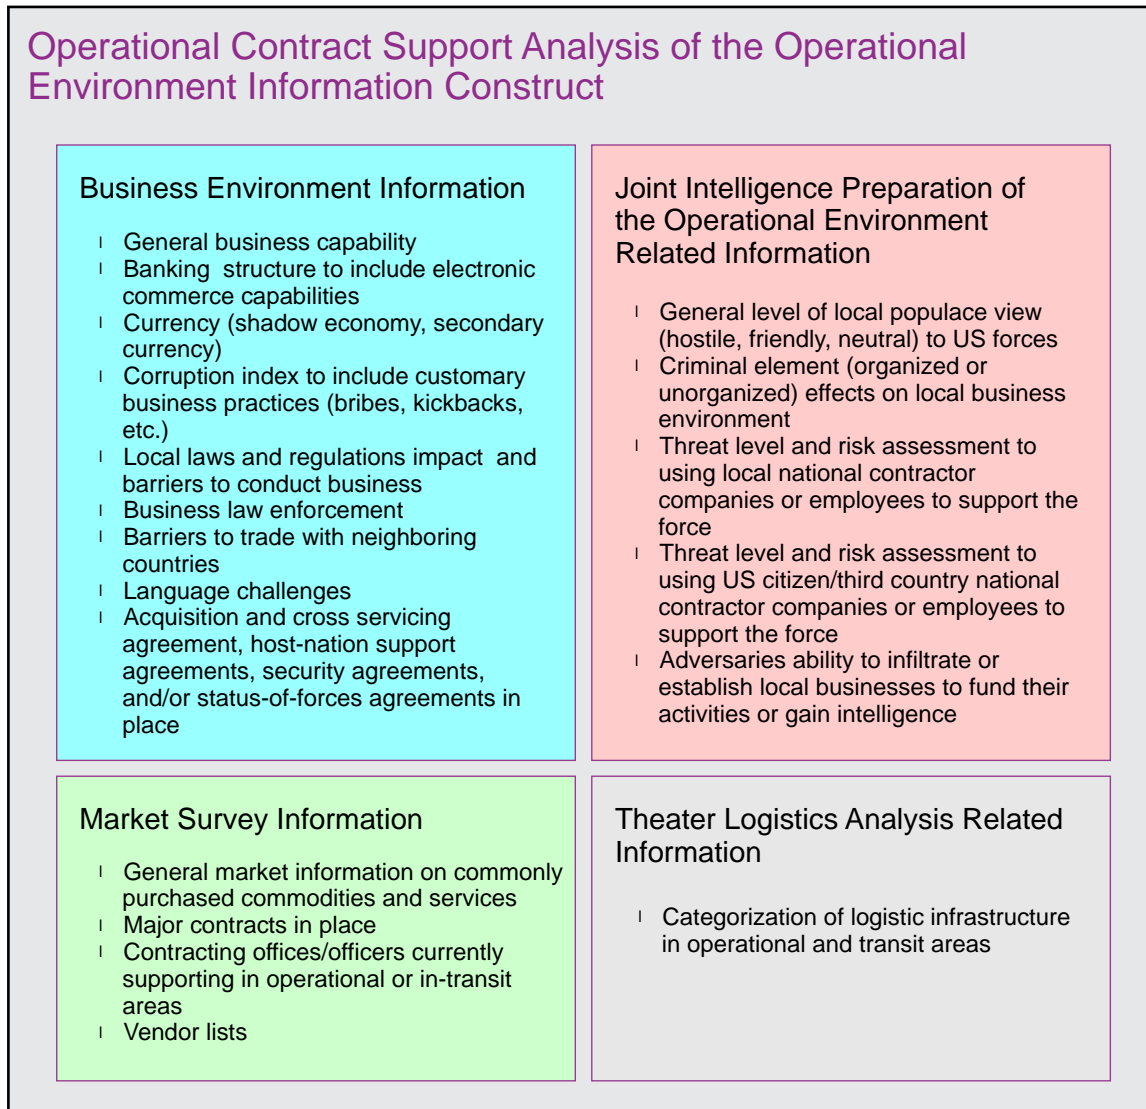 Operational Contract Support Analysis of the Operational
Environment Information Construct
Business Environment Information
l General business capability
l Banking structure to include electronic
commerce capabilities
l Currency (shadow economy, secondary
currency)
l Corruption index to include customary
business practices (bribes, kickbacks,
etc.)
l Local laws and regulations impact and
barriers to conduct business
l Business law enforcement
l Barriers to trade with neighboring
countries
l Language challenges
l Acquisition and cross servicing
agreement, host-nation support
agreements, security agreements,
and/or status-of-forces agreements in
place
Joint Intelligence Preparation of
the Operational Environment
Related Information
l General level of local populace view
(hostile, friendly, neutral) to US forces
l Criminal element (organized or
unorganized) effects on local business
environment
l Threat level and risk assessment to
using local national contractor
companies or employees to support the
force
l Threat level and risk assessment to
using US citizen/third country national
contractor companies or employees to
support the force
l Adversaries ability to infiltrate or
establish local businesses to fund their
activities or gain intelligence
Market Survey Information
l General market information on commonly
purchased commodities and services
l Major contracts in place
l Contracting offices/officers currently
supporting in operational or in-transit
areas
l Vendor lists
Theater Logistics Analysis Related
Information
l Categorization of logistic infrastructure
in operational and transit areas